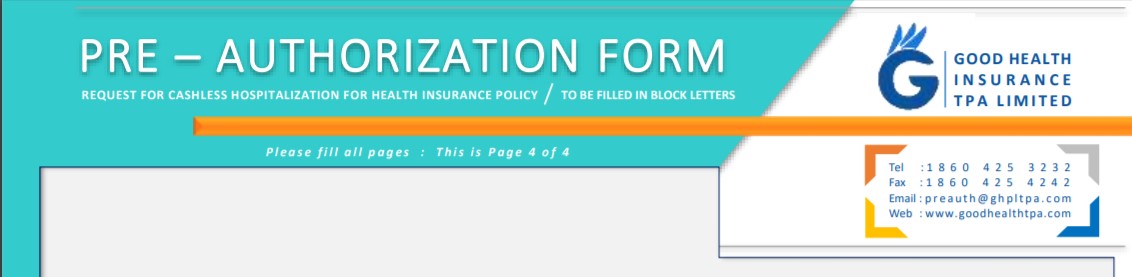 PRE – AUTHORIZATION FORM
REQUEST FOR CASHLESS HOSPITALIZATION FOR HEALTH INSURANCE POLICY / TO BE FILLED IN BLOCK LETTERS
Please fill all pages : This is Page 4 of 4
G
GOOD HEALTH
INSURANCE
TPA LIMITED
Tel :1860 425 3232
Fax :1860 425 4242
Email : preauth@ghpltpa.com
Web : www.goodhealthtpa.com